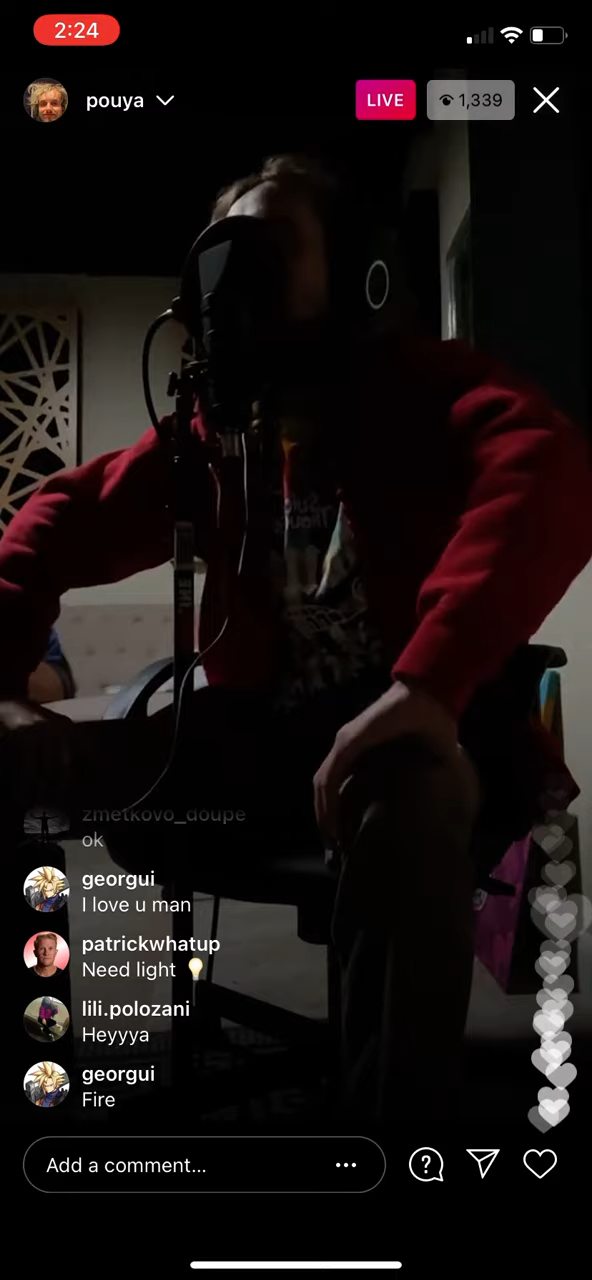 2:24
pouya
LIVE
1,339
zmetkovo_doupe
ok
georgui
I love u man
patrickwhatup
Need light 💡
lili.polozani
Heyyya
georgui
Fire
Add a comment...